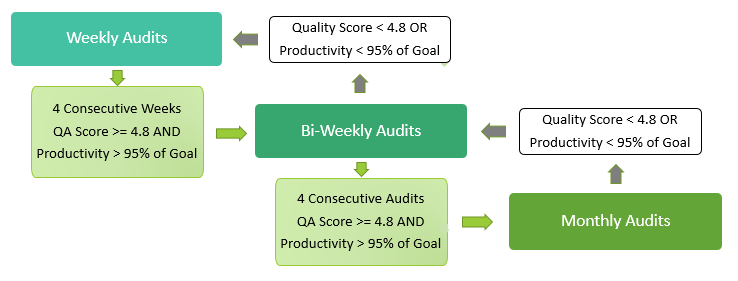 Weekly Audits
Quality Score < 4.8 OR
Productivity < 95% of Goal
4 Consecutive Weeks
QA Score >= 4.8 AND
Productivity > 95% of Goal
Bi-Weekly Audits
Quality Score < 4.8 OR
Productivity < 95% of Goal
4 Consecutive Audits
QA Score >= 4.8 AND
Productivity > 95% of Goal
Monthly Audits